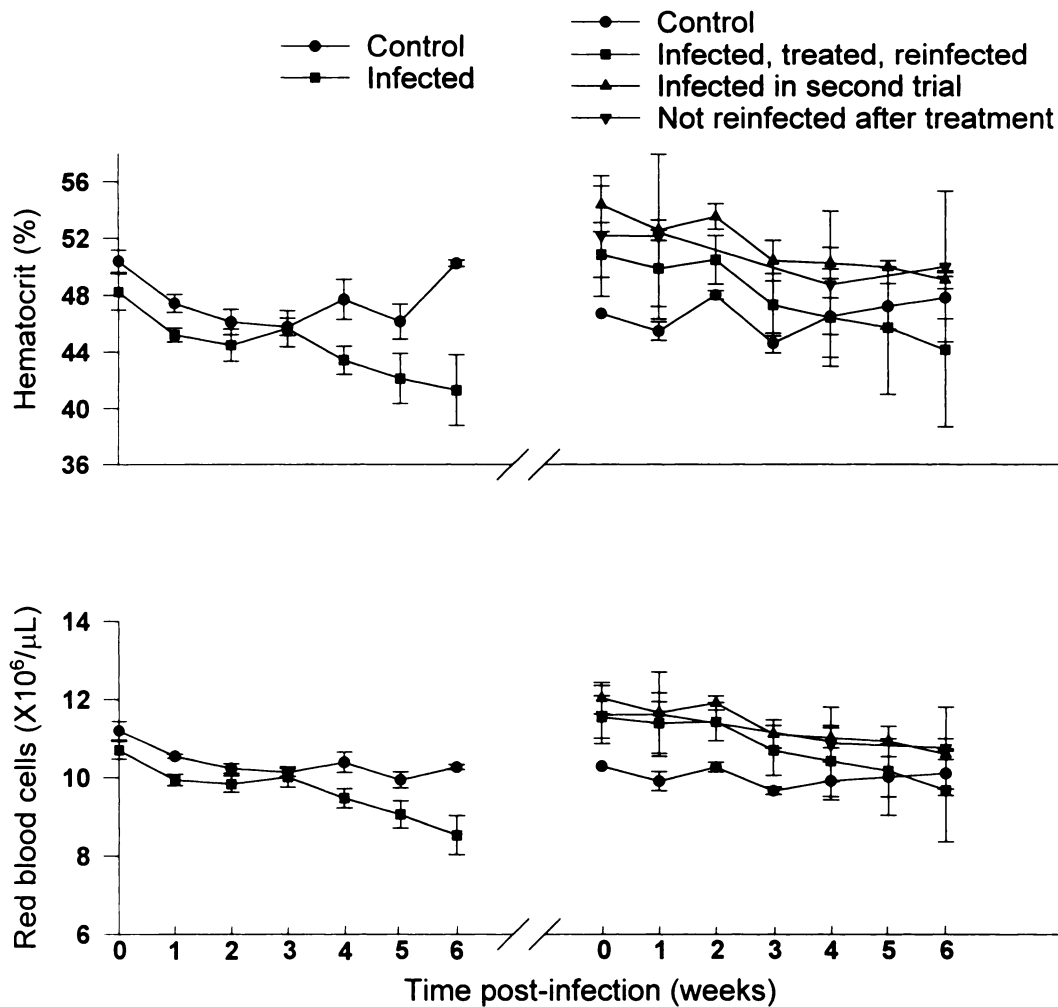 Control
Infected
Control
Infected, treated, reinfected
Infected in second trial
Not reinfected after treatment
Hematocrit (%)
56
52
48
44
40
36
Red blood cells (X10⁶/µL)
14
12
10
8
6
0 1 2 3 4 5 6 0 1 2 3 4 5 6
Time post-infection (weeks)